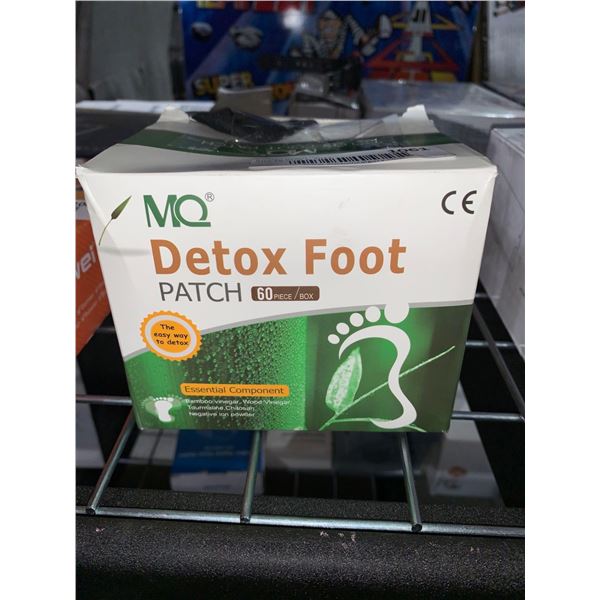 SUPER
MQ®
CE
Detox Foot
PATCH 60 PIECE/BOX
The
easy way
to detox
Essential Component
Bamboo vinegar, Wood Vinegar,
Tourmaline, Chitosan,
Negative ion powder